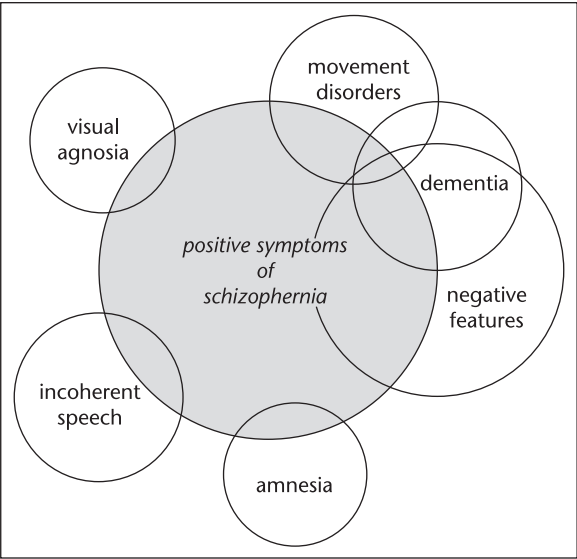 movement
disorders
visual
agnosia
dementia
positive symptoms
of
schizophernia
negative
features
incoherent
speech
amnesia